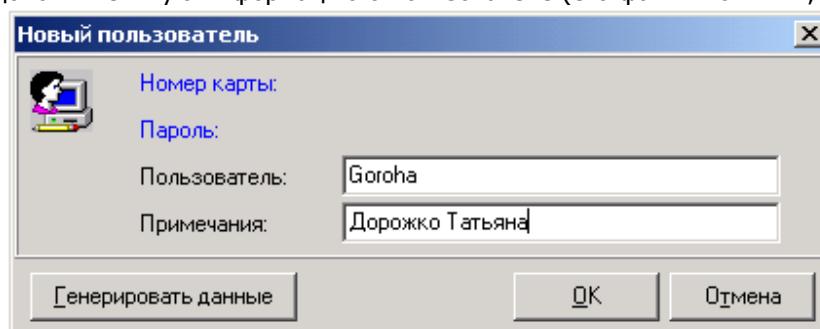 Новый пользователь
Номер карты:
Пароль:
Пользователь: Goroha
Примечания: Дорожко Татьяна
Генерировать данные OK Отмена